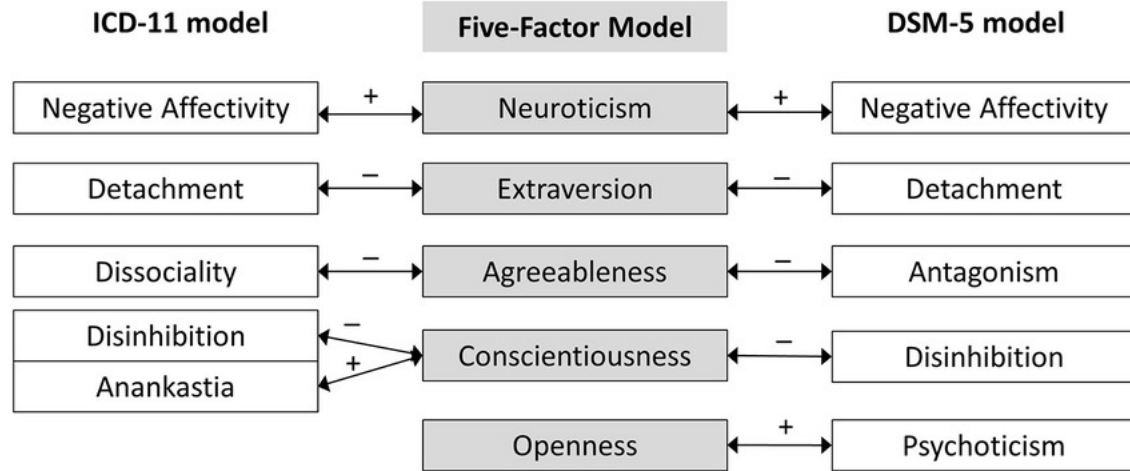 ICD-11 model Five-Factor Model DSM-5 model
Negative Affectivity + Neuroticism + Negative Affectivity
Detachment – Extraversion – Detachment
Dissociality – Agreeableness – Antagonism
Disinhibition –
Conscientiousness – Disinhibition
Anankastia +
Openness + Psychoticism